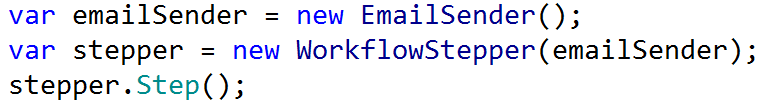 var emailSender = new EmailSender();
var stepper = new WorkflowStepper(emailSender);
stepper.Step();